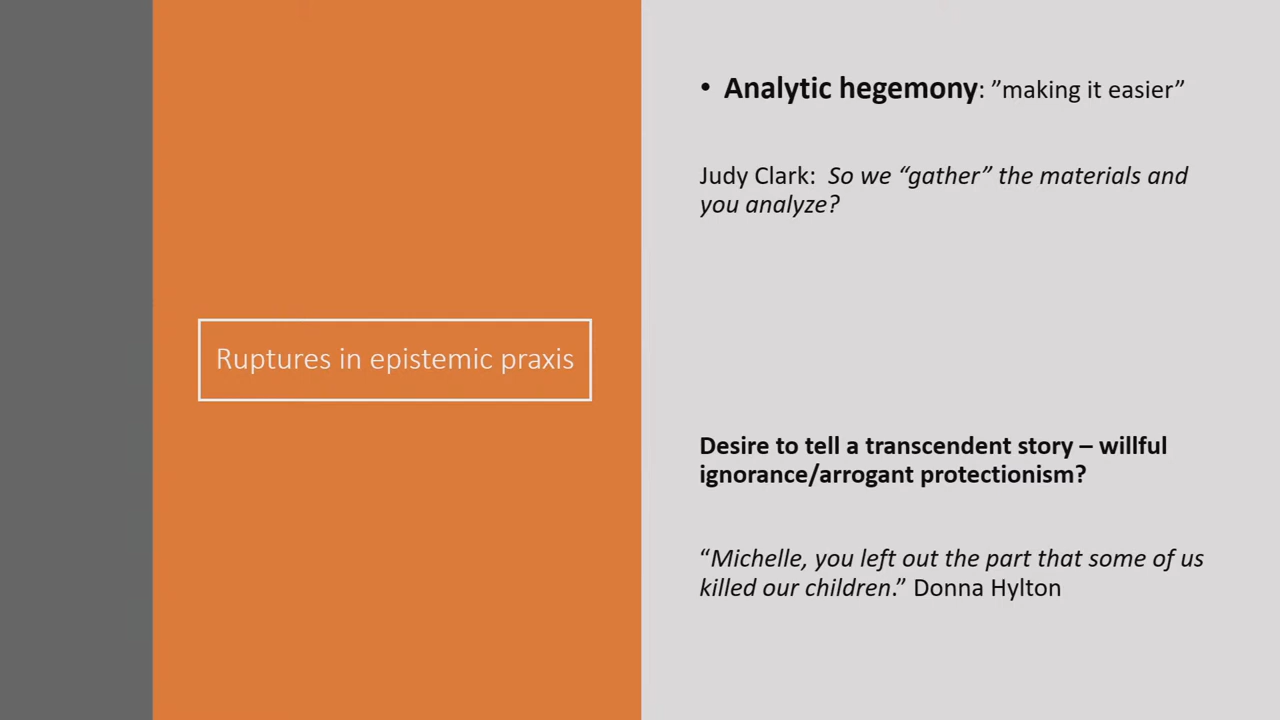 Ruptures in epistemic praxis
• Analytic hegemony: ”making it easier”
Judy Clark:  So we “gather” the materials and
you analyze?
Desire to tell a transcendent story – willful
ignorance/arrogant protectionism?
“Michelle, you left out the part that some of us
killed our children.” Donna Hylton